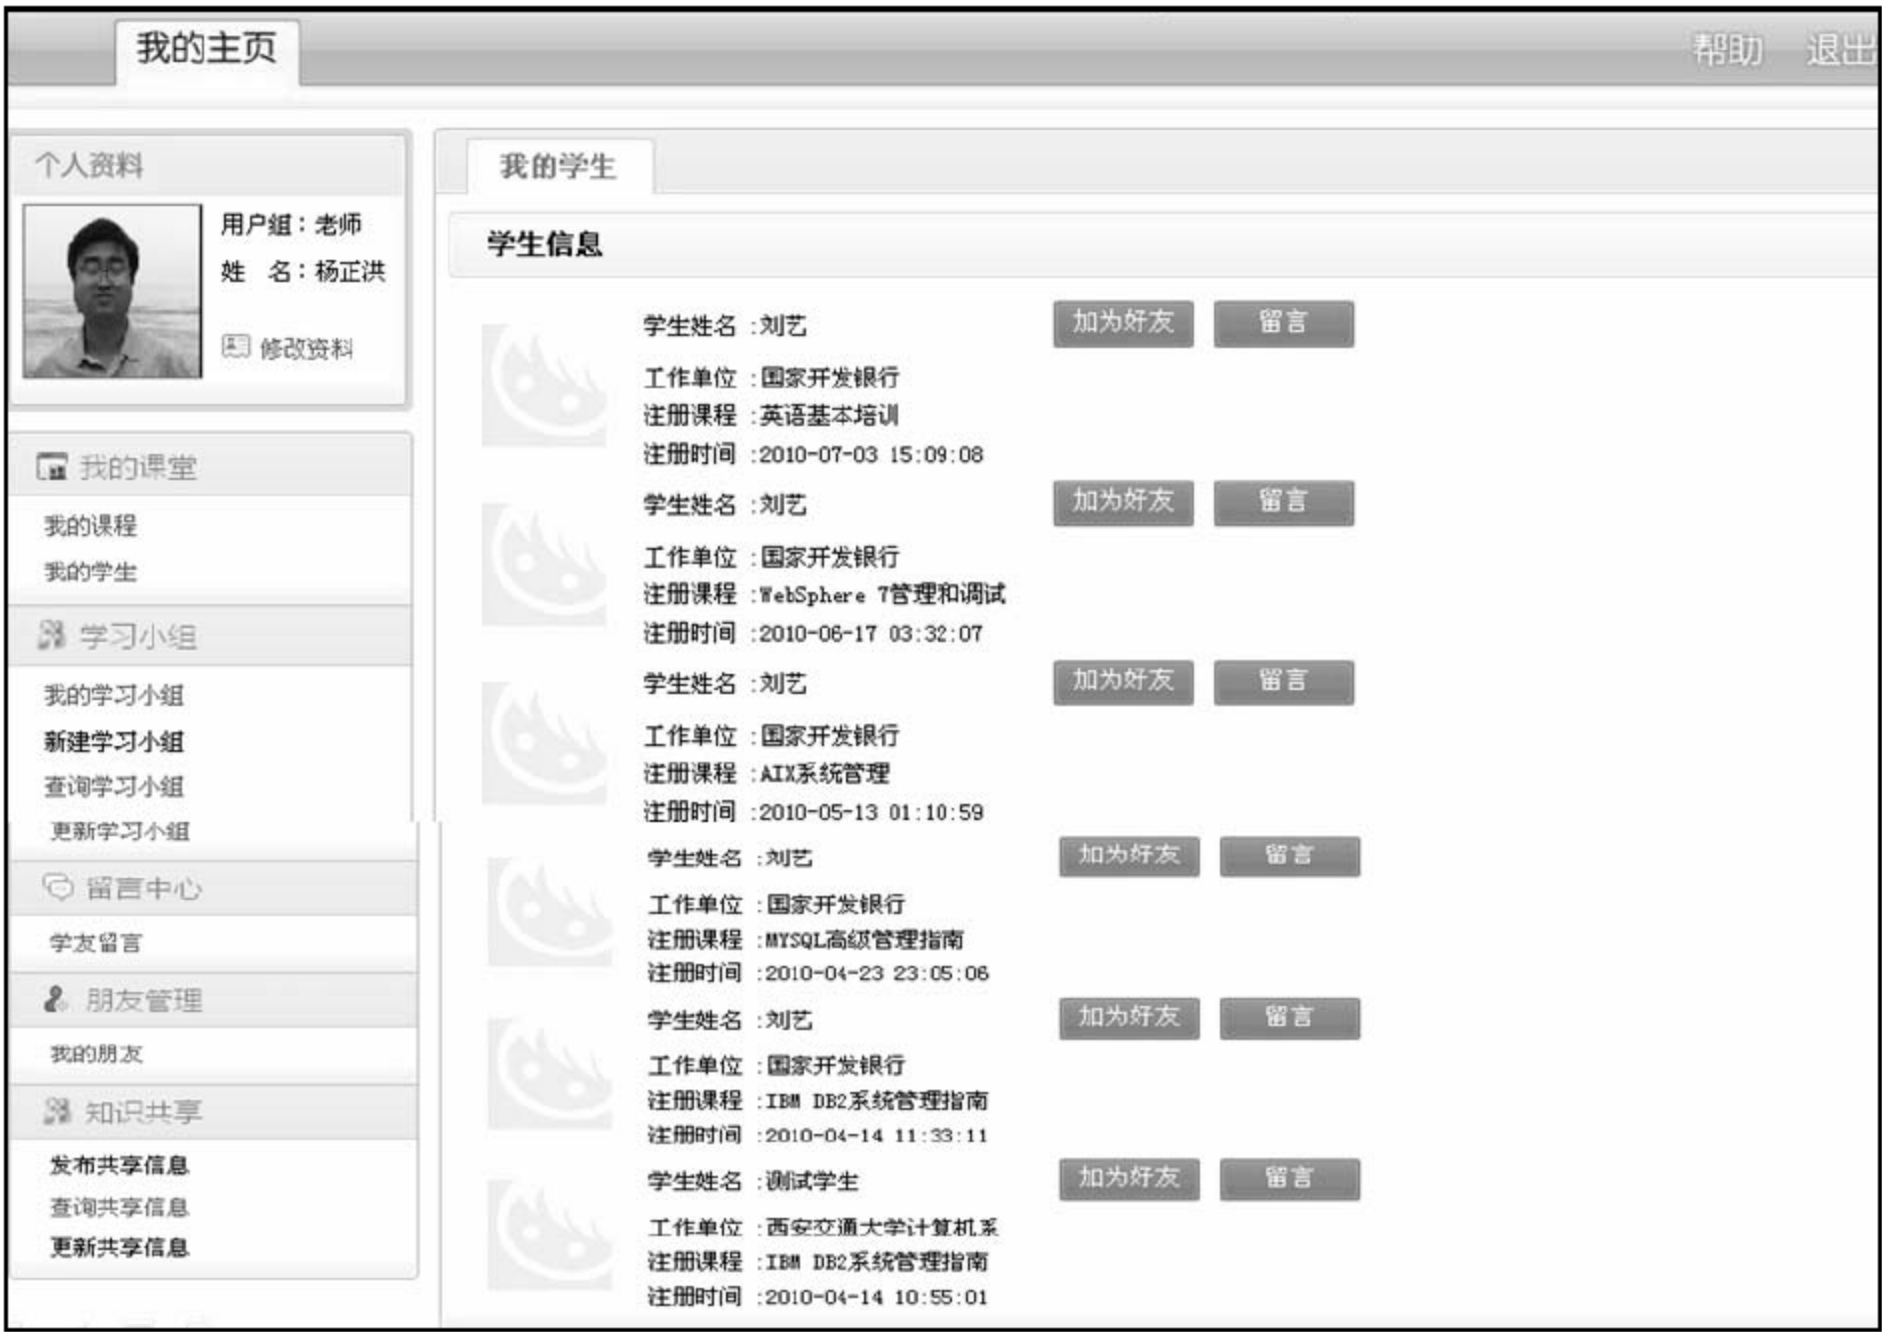 我的主页
帮助 退出
个人资料
用户组：老师
姓 名：杨正洪
修改资料
我的课堂
我的课程
我的学生
学习小组
我的学习小组
新建学习小组
查询学习小组
更新学习小组
留言中心
学友留言
朋友管理
我的朋友
知识共享
发布共享信息
查询共享信息
更新共享信息
我的学生
学生信息
学生姓名 :刘艺 加为好友 留言
工作单位 :国家开发银行
注册课程 :英语基本培训
注册时间 :2010-07-03 15:09:08
学生姓名 :刘艺 加为好友 留言
工作单位 :国家开发银行
注册课程 :WebSphere 7管理和调试
注册时间 :2010-06-17 03:32:07
学生姓名 :刘艺 加为好友 留言
工作单位 :国家开发银行
注册课程 :AIX系统管理
注册时间 :2010-05-13 01:10:59
学生姓名 :刘艺 加为好友 留言
工作单位 :国家开发银行
注册课程 :MYSQL高级管理指南
注册时间 :2010-04-23 23:05:06
学生姓名 :刘艺 加为好友 留言
工作单位 :国家开发银行
注册课程 :IBM DB2系统管理指南
注册时间 :2010-04-14 11:33:11
学生姓名 :测试学生 加为好友 留言
工作单位 :西安交通大学计算机系
注册课程 :IBM DB2系统管理指南
注册时间 :2010-04-14 10:55:01